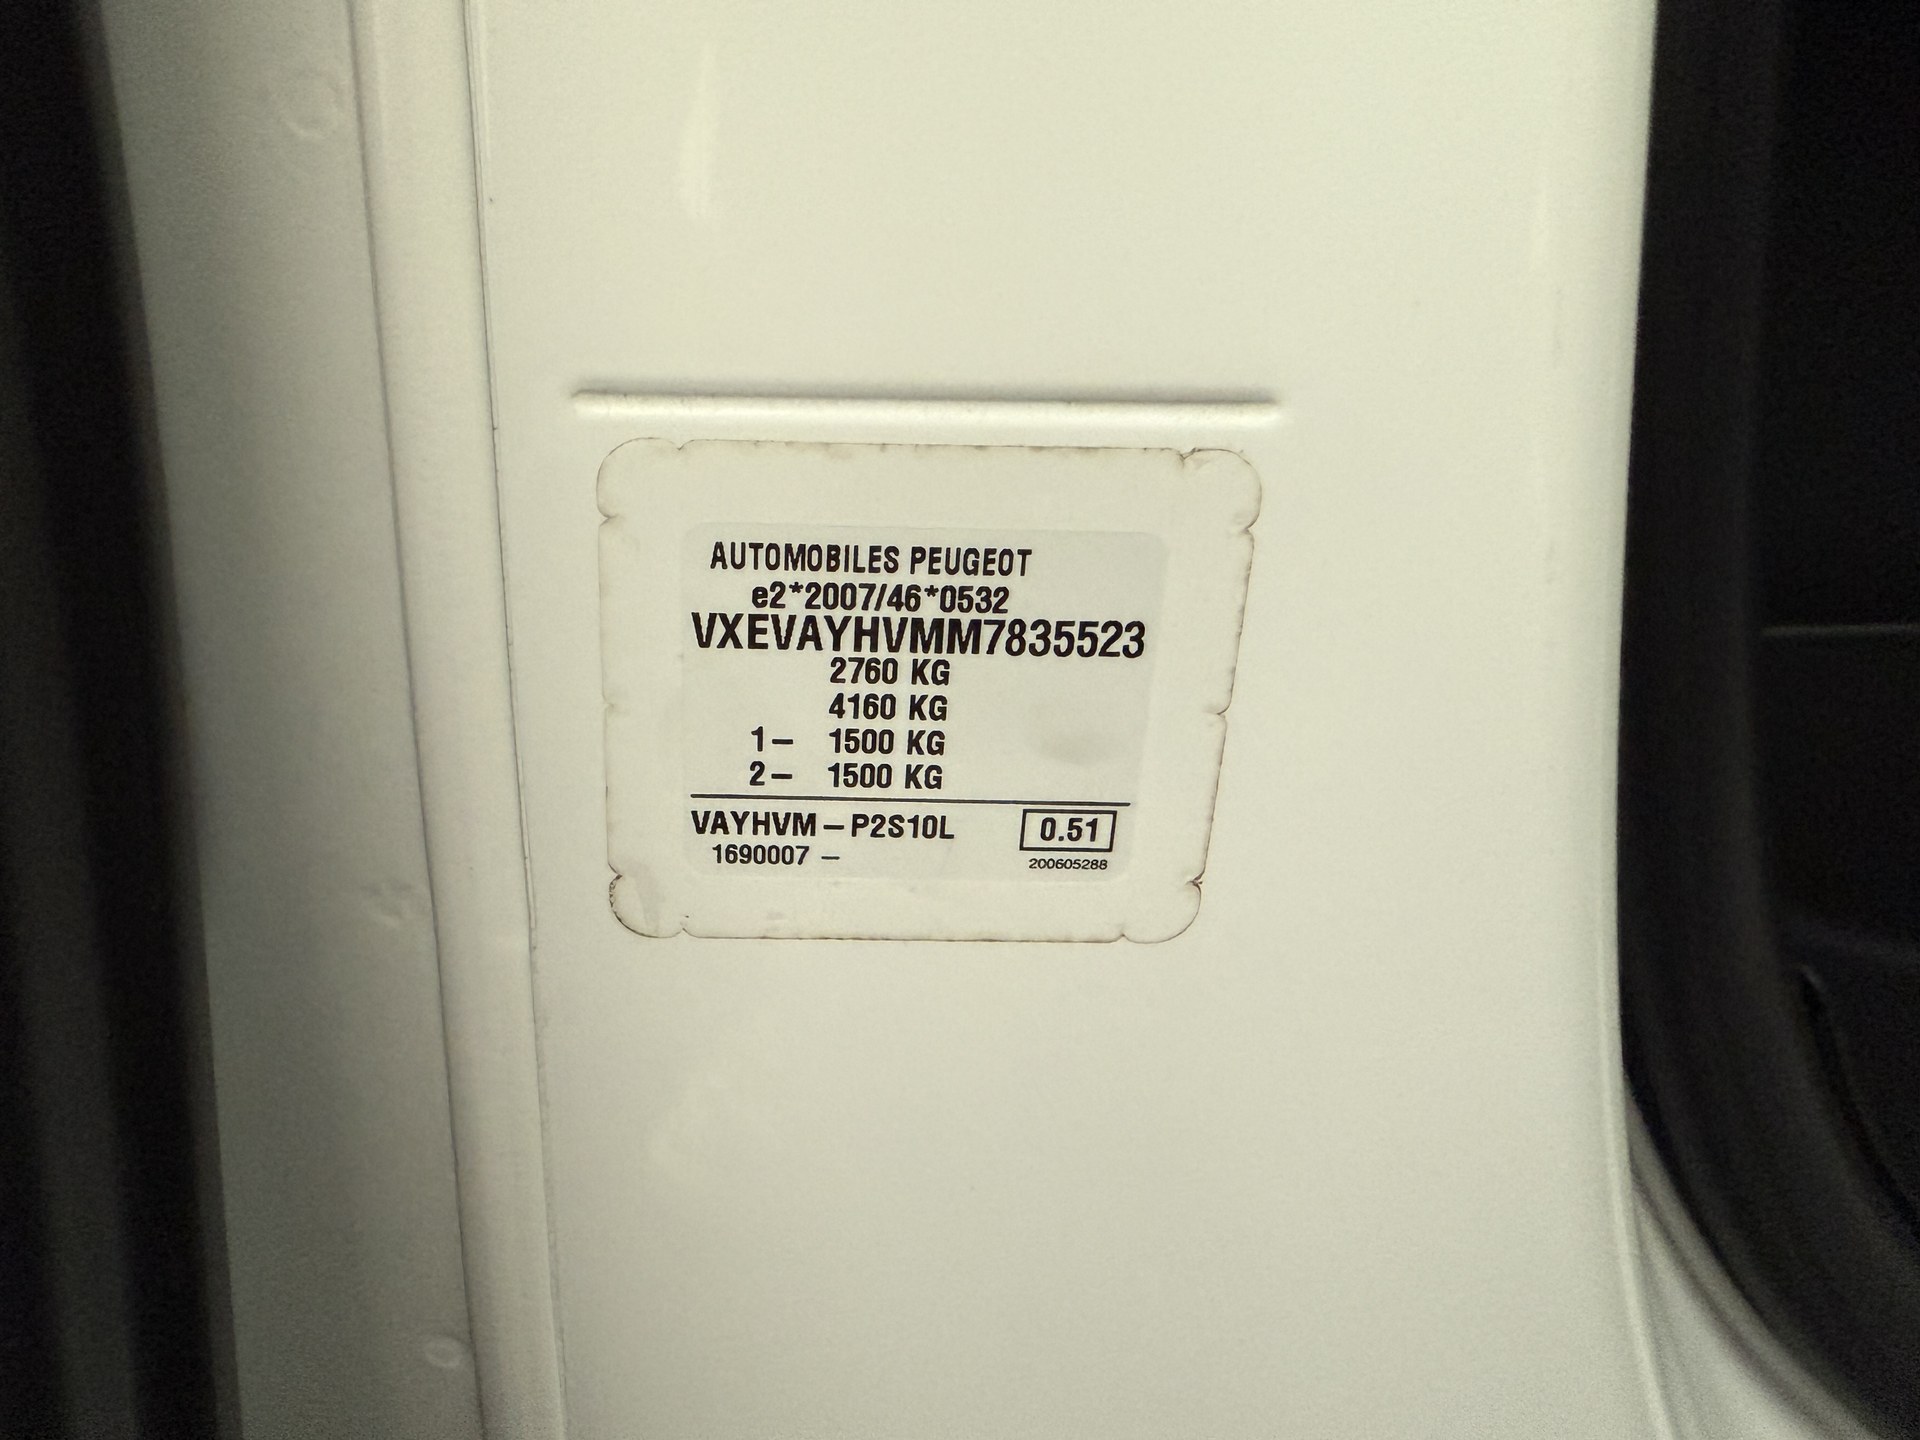 AUTOMOBILES PEUGEOT
e2*2007/46*0532
VXEVAYHVMM7835523
2760 KG
4160 KG
1– 1500 KG
2– 1500 KG
VAYHVM – P2S10L 0.51
1690007 – 200605288